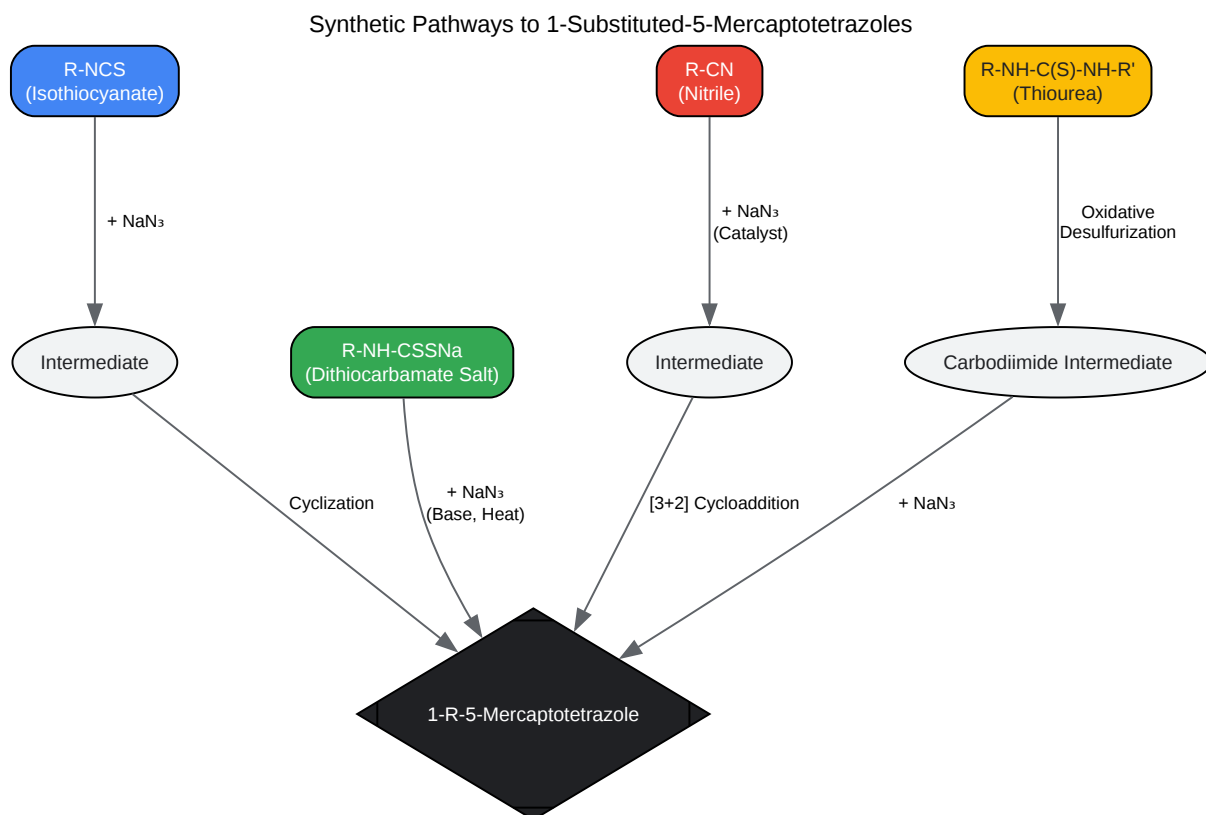 Synthetic Pathways to 1-Substituted-5-Mercaptotetrazoles
R-NCS
(Isothiocyanate)
R-CN
(Nitrile)
R-NH-C(S)-NH-R'
(Thiourea)
+ NaN₃
+ NaN₃
(Catalyst)
Oxidative
Desulfurization
Intermediate
R-NH-CSSNa
(Dithiocarbamate Salt)
Intermediate
Carbodiimide Intermediate
Cyclization
+ NaN₃
(Base, Heat)
[3+2] Cycloaddition
+ NaN₃
1-R-5-Mercaptotetrazole